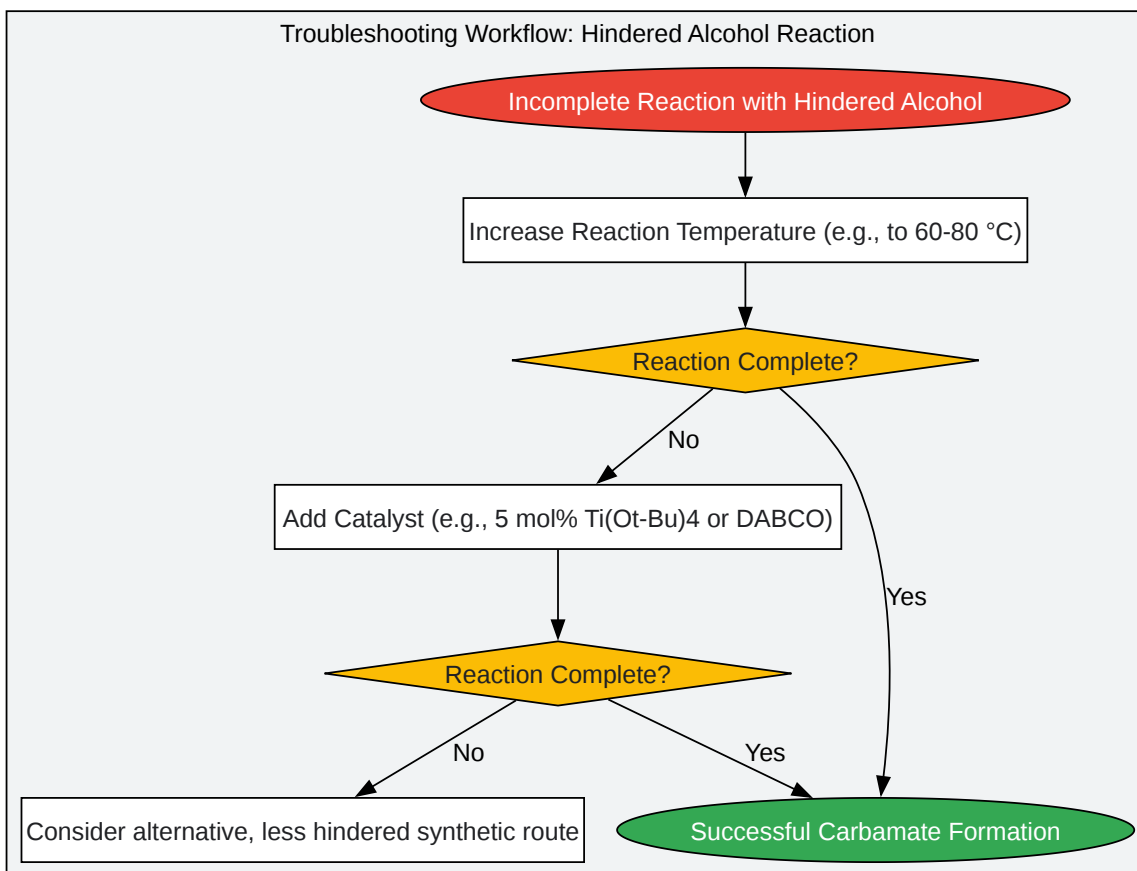 Troubleshooting Workflow: Hindered Alcohol Reaction
Incomplete Reaction with Hindered Alcohol
Increase Reaction Temperature (e.g., to 60-80 °C)
Reaction Complete?
No
Add Catalyst (e.g., 5 mol% Ti(Ot-Bu)4 or DABCO)
Yes
Reaction Complete?
No
Yes
Consider alternative, less hindered synthetic route
Successful Carbamate Formation